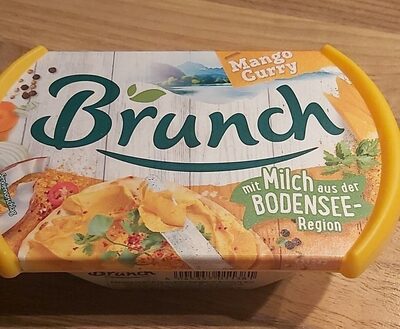 Mango
Curry
Brunch
mit Milch aus der
BODENSEE-
Region
Brunch